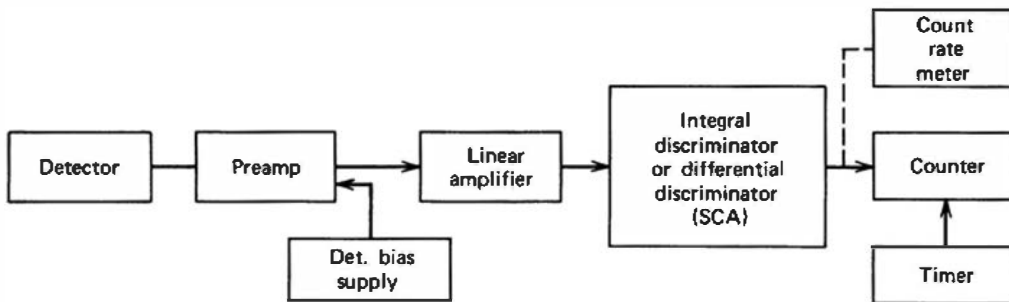 Count
rate
meter
Detector
Preamp
Linear
amplifier
Integral
discriminator
or differential
discriminator
(SCA)
Counter
Det. bias
supply
Timer